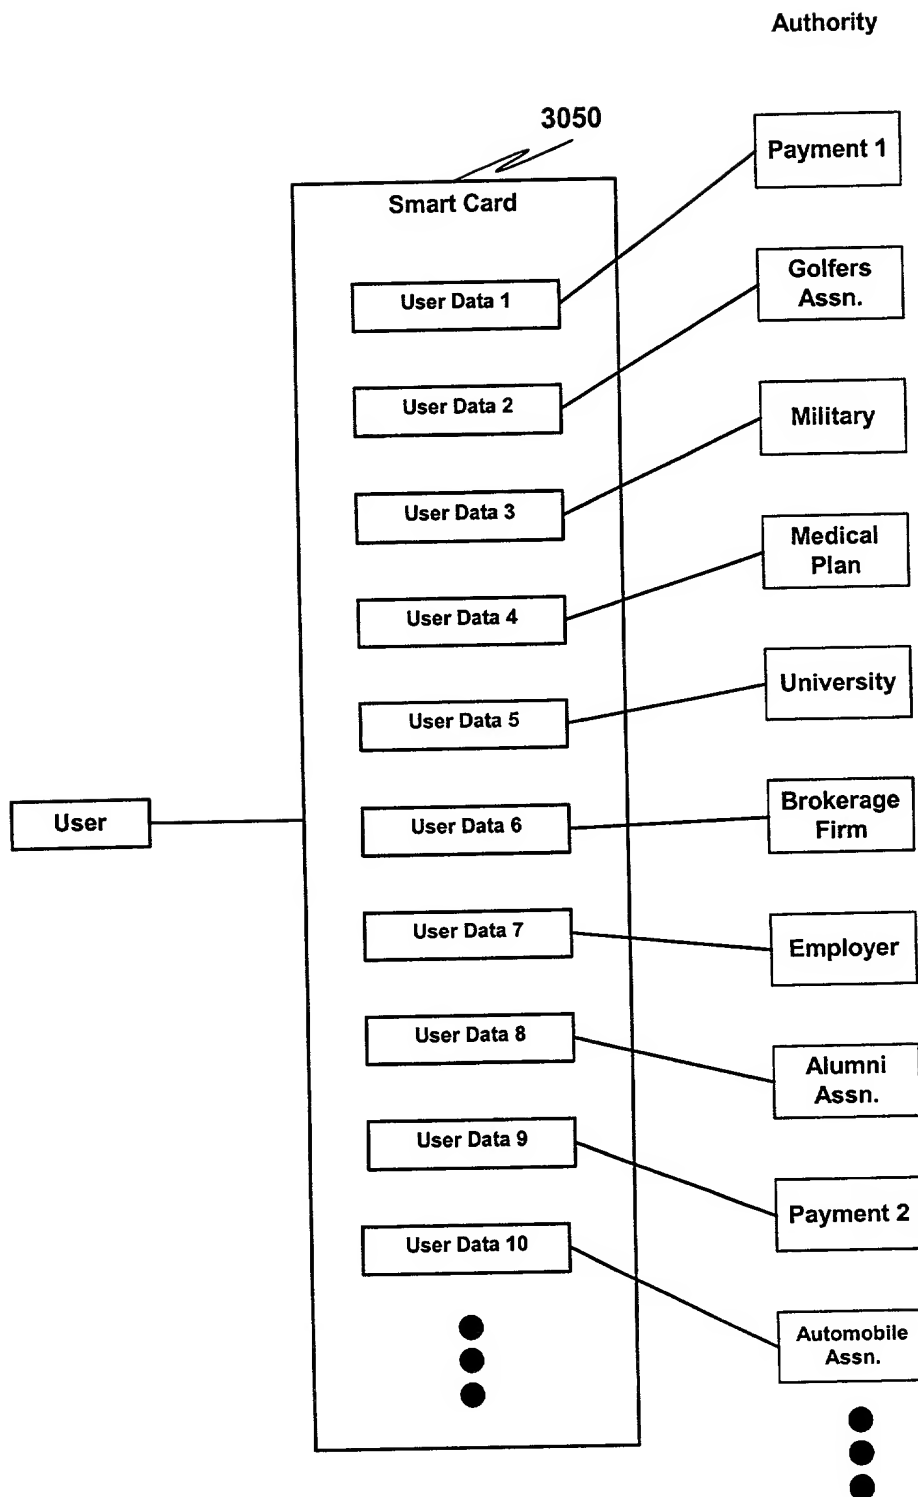 Authority
3050
Payment 1
Smart Card
Golfers
Assn.
User Data 1
User Data 2
Military
User Data 3
Medical
Plan
User Data 4
University
User Data 5
Brokerage
Firm
User
User Data 6
User Data 7
Employer
User Data 8
Alumni
Assn.
User Data 9
Payment 2
User Data 10
Automobile
Assn.